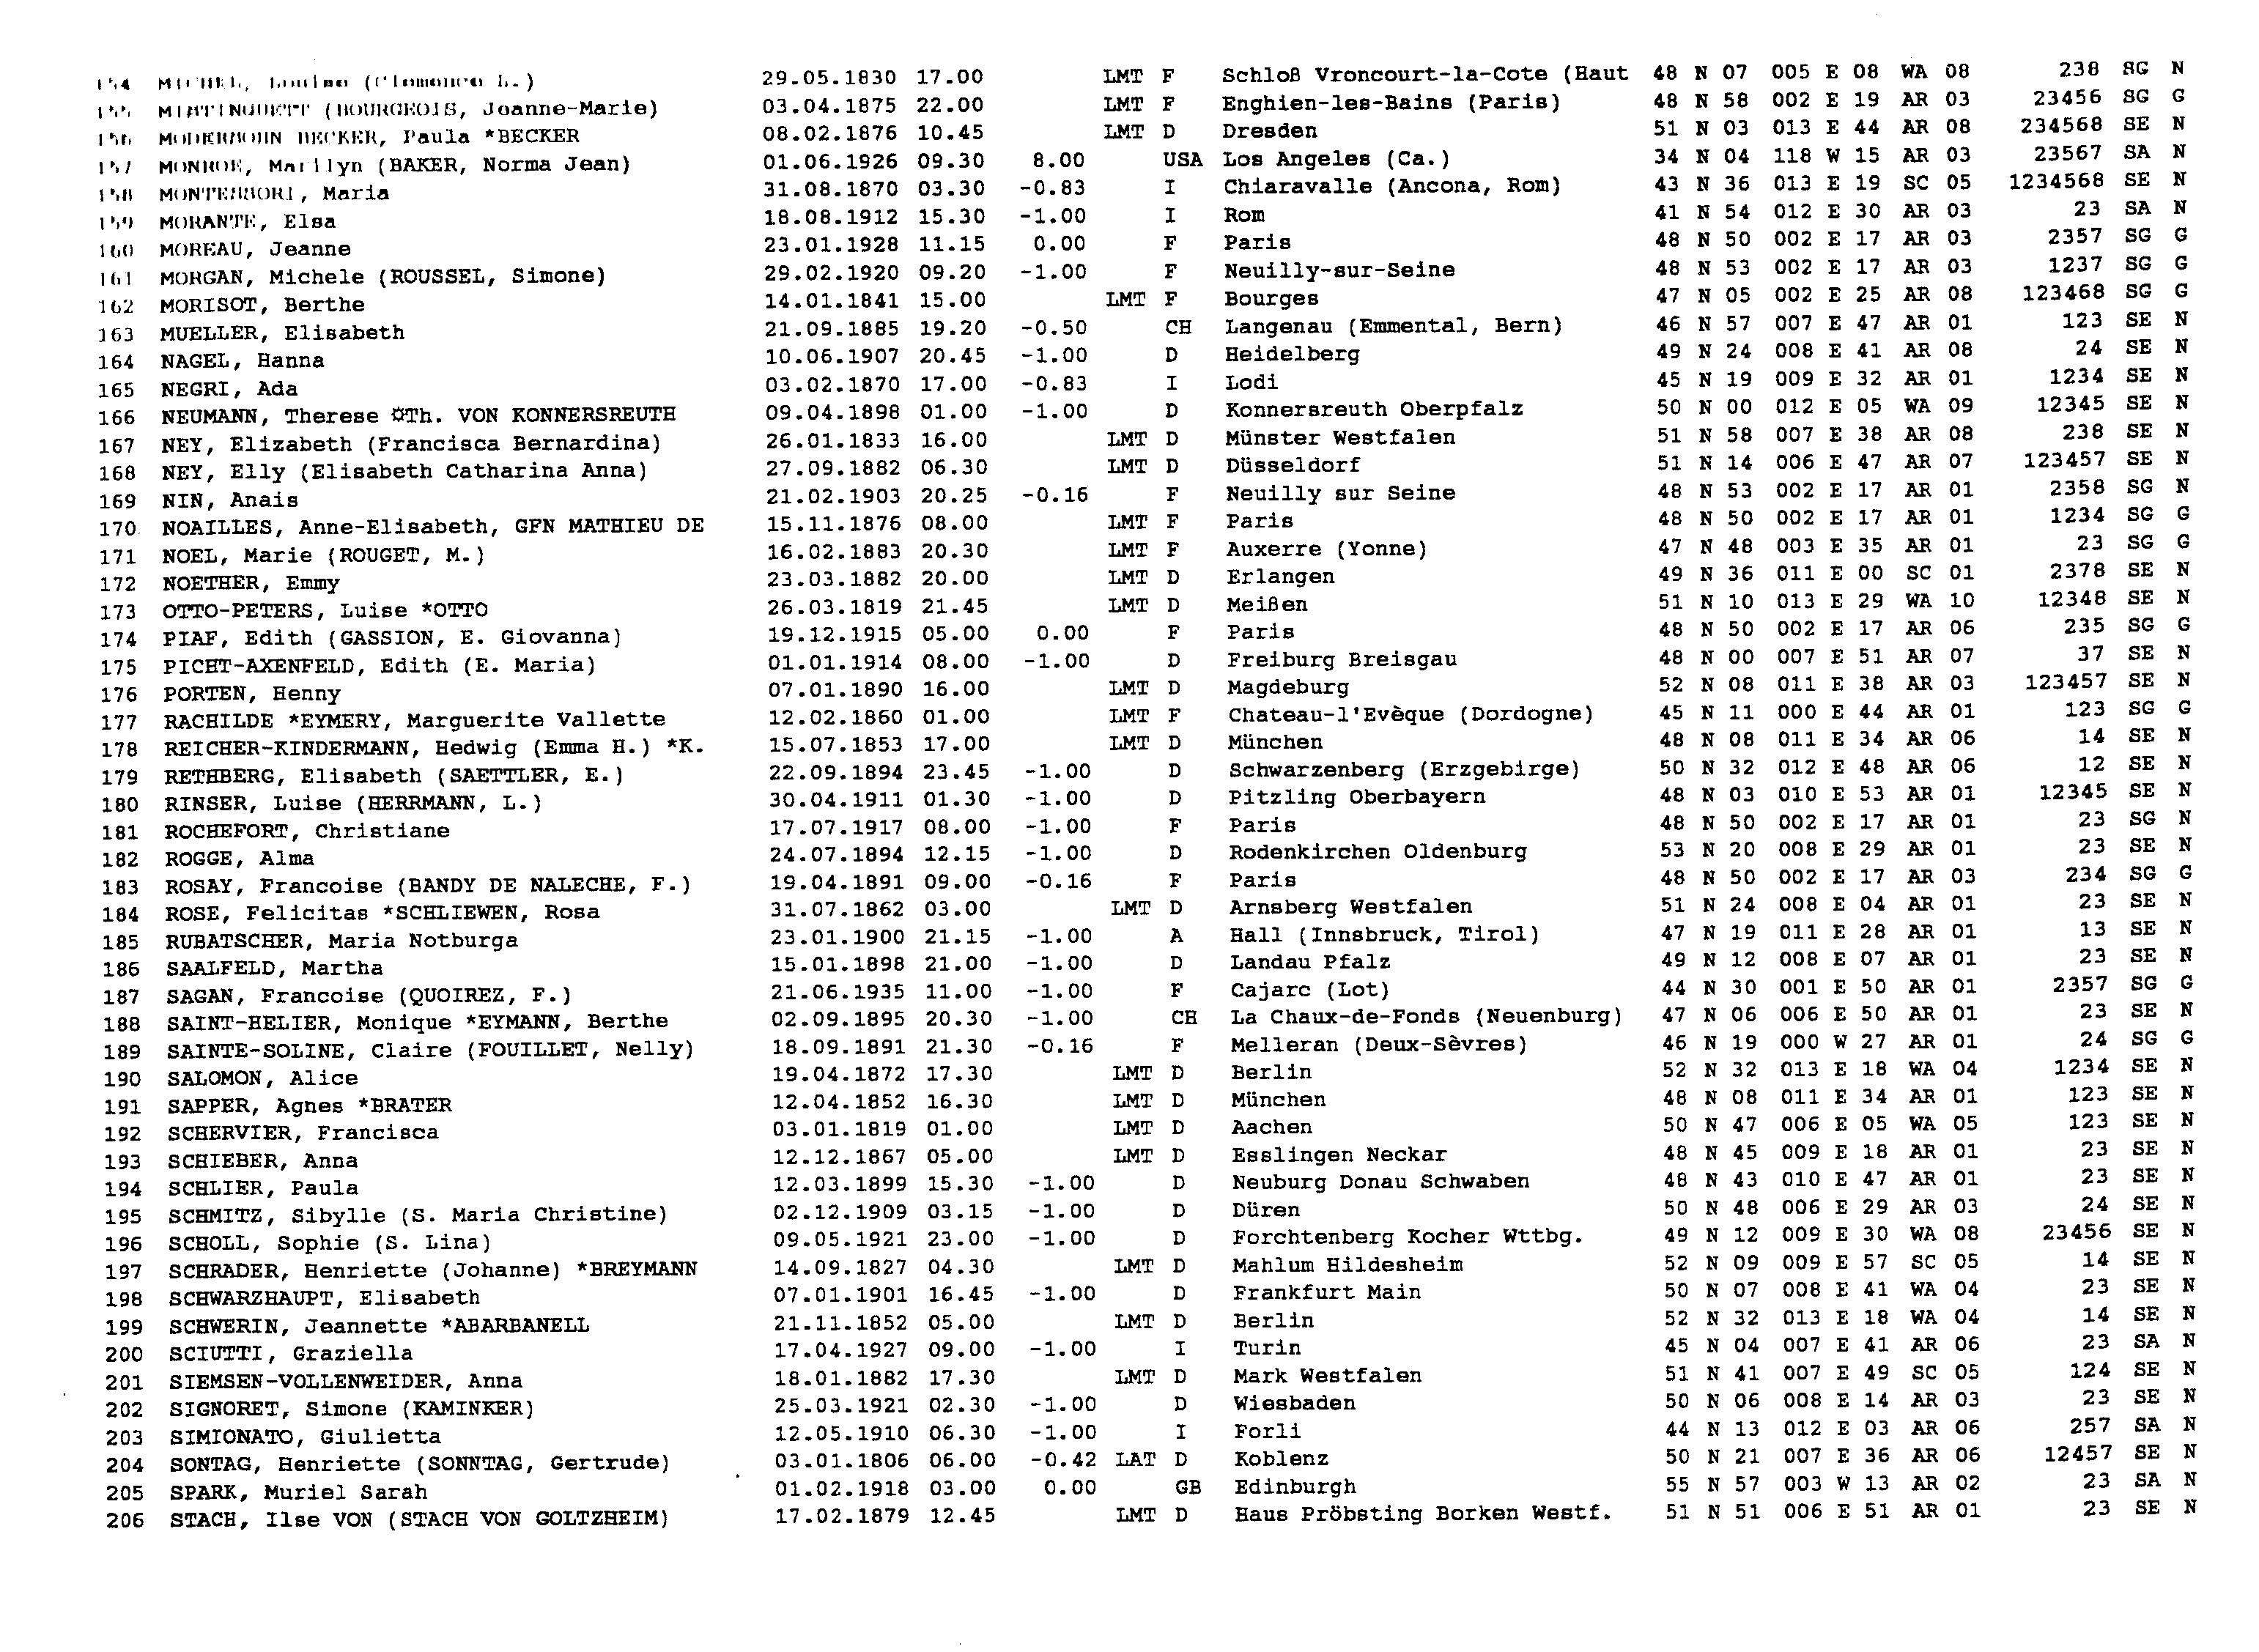 154 MICHEL, Louise (Clemence L.) 29.05.1830 17.00 LMT F Schloß Vroncourt-la-Cote (Haut 48 N 07 005 E 08 WA 08 238 SG N
155 MISTINGUETT (BOURGEOIS, Joanne-Marie) 03.04.1875 22.00 LMT F Enghien-les-Bains (Paris) 48 N 58 002 E 19 AR 03 23456 SG G
156 MODERSOHN BECKER, Paula *BECKER 08.02.1876 10.45 LMT D Dresden 51 N 03 013 E 44 AR 08 234568 SE N
157 MONROE, Marilyn (BAKER, Norma Jean) 01.06.1926 09.30 8.00 USA Los Angeles (Ca.) 34 N 04 118 W 15 AR 03 23567 SA N
158 MONTESSORI, Maria 31.08.1870 03.30 -0.83 I Chiaravalle (Ancona, Rom) 43 N 36 013 E 19 SC 05 1234568 SE N
159 MORANTE, Elsa 18.08.1912 15.30 -1.00 I Rom 41 N 54 012 E 30 AR 03 23 SA N
160 MOREAU, Jeanne 23.01.1928 11.15 0.00 F Paris 48 N 50 002 E 17 AR 03 2357 SG G
161 MORGAN, Michele (ROUSSEL, Simone) 29.02.1920 09.20 -1.00 F Neuilly-sur-Seine 48 N 53 002 E 17 AR 03 1237 SG G
162 MORISOT, Berthe 14.01.1841 15.00 LMT F Bourges 47 N 05 002 E 25 AR 08 123468 SG G
163 MUELLER, Elisabeth 21.09.1885 19.20 -0.50 CH Langenau (Emmental, Bern) 46 N 57 007 E 47 AR 01 123 SE N
164 NAGEL, Hanna 10.06.1907 20.45 -1.00 D Heidelberg 49 N 24 008 E 41 AR 08 24 SE N
165 NEGRI, Ada 03.02.1870 17.00 -0.83 I Lodi 45 N 19 009 E 32 AR 01 1234 SE N
166 NEUMANN, Therese ¤Th. VON KONNERSREUTH 09.04.1898 01.00 -1.00 D Konnersreuth Oberpfalz 50 N 00 012 E 05 WA 09 12345 SE N
167 NEY, Elizabeth (Francisca Bernardina) 26.01.1833 16.00 LMT D Münster Westfalen 51 N 58 007 E 38 AR 08 238 SE N
168 NEY, Elly (Elisabeth Catharina Anna) 27.09.1882 06.30 LMT D Düsseldorf 51 N 14 006 E 47 AR 07 123457 SE N
169 NIN, Anais 21.02.1903 20.25 -0.16 F Neuilly sur Seine 48 N 53 002 E 17 AR 01 2358 SG N
170 NOAILLES, Anne-Elisabeth, GFN MATHIEU DE 15.11.1876 08.00 LMT F Paris 48 N 50 002 E 17 AR 01 1234 SG G
171 NOEL, Marie (ROUGET, M.) 16.02.1883 20.30 LMT F Auxerre (Yonne) 47 N 48 003 E 35 AR 01 23 SG G
172 NOETHER, Emmy 23.03.1882 20.00 LMT D Erlangen 49 N 36 011 E 00 SC 01 2378 SE N
173 OTTO-PETERS, Luise *OTTO 26.03.1819 21.45 LMT D Meißen 51 N 10 013 E 29 WA 10 12348 SE N
174 PIAF, Edith (GASSION, E. Giovanna) 19.12.1915 05.00 0.00 F Paris 48 N 50 002 E 17 AR 06 235 SG G
175 PICHT-AXENFELD, Edith (E. Maria) 01.01.1914 08.00 -1.00 D Freiburg Breisgau 48 N 00 007 E 51 AR 07 37 SE N
176 PORTEN, Henny 07.01.1890 16.00 LMT D Magdeburg 52 N 08 011 E 38 AR 03 123457 SE N
177 RACHILDE *EYMERY, Marguerite Vallette 12.02.1860 01.00 LMT F Chateau-l'Evèque (Dordogne) 45 N 11 000 E 44 AR 01 123 SG G
178 REICHER-KINDERMANN, Hedwig (Emma H.) *K. 15.07.1853 17.00 LMT D München 48 N 08 011 E 34 AR 06 14 SE N
179 RETHBERG, Elisabeth (SAETTLER, E.) 22.09.1894 23.45 -1.00 D Schwarzenberg (Erzgebirge) 50 N 32 012 E 48 AR 06 12 SE N
180 RINSER, Luise (HERRMANN, L.) 30.04.1911 01.30 -1.00 D Pitzling Oberbayern 48 N 03 010 E 53 AR 01 12345 SE N
181 ROCHEFORT, Christiane 17.07.1917 08.00 -1.00 F Paris 48 N 50 002 E 17 AR 01 23 SG N
182 ROGGE, Alma 24.07.1894 12.15 -1.00 D Rodenkirchen Oldenburg 53 N 20 008 E 29 AR 01 23 SE N
183 ROSAY, Francoise (BANDY DE NALECHE, F.) 19.04.1891 09.00 -0.16 F Paris 48 N 50 002 E 17 AR 03 234 SG G
184 ROSE, Felicitas *SCHLIEWEN, Rosa 31.07.1862 03.00 LMT D Arnsberg Westfalen 51 N 24 008 E 04 AR 01 23 SE N
185 RUBATSCHER, Maria Notburga 23.01.1900 21.15 -1.00 A Hall (Innsbruck, Tirol) 47 N 19 011 E 28 AR 01 13 SE N
186 SAALFELD, Martha 15.01.1898 21.00 -1.00 D Landau Pfalz 49 N 12 008 E 07 AR 01 23 SE N
187 SAGAN, Francoise (QUOIREZ, F.) 21.06.1935 11.00 -1.00 F Cajarc (Lot) 44 N 30 001 E 50 AR 01 2357 SG G
188 SAINT-HELIER, Monique *EYMANN, Berthe 02.09.1895 20.30 -1.00 CH La Chaux-de-Fonds (Neuenburg) 47 N 06 006 E 50 AR 01 23 SE N
189 SAINTE-SOLINE, Claire (FOUILLET, Nelly) 18.09.1891 21.30 -0.16 F Melleran (Deux-Sèvres) 46 N 19 000 W 27 AR 01 24 SG G
190 SALOMON, Alice 19.04.1872 17.30 LMT D Berlin 52 N 32 013 E 18 WA 04 1234 SE N
191 SAPPER, Agnes *BRATER 12.04.1852 16.30 LMT D München 48 N 08 011 E 34 AR 01 123 SE N
192 SCHERVIER, Francisca 03.01.1819 01.00 LMT D Aachen 50 N 47 006 E 05 WA 05 123 SE N
193 SCHIEBER, Anna 12.12.1867 05.00 LMT D Esslingen Neckar 48 N 45 009 E 18 AR 01 23 SE N
194 SCHLIER, Paula 12.03.1899 15.30 -1.00 D Neuburg Donau Schwaben 48 N 43 010 E 47 AR 01 23 SE N
195 SCHMITZ, Sibylle (S. Maria Christine) 02.12.1909 03.15 -1.00 D Düren 50 N 48 006 E 29 AR 03 24 SE N
196 SCHOLL, Sophie (S. Lina) 09.05.1921 23.00 -1.00 D Forchtenberg Kocher Wttbg. 49 N 12 009 E 30 WA 08 23456 SE N
197 SCHRADER, Henriette (Johanne) *BREYMANN 14.09.1827 04.30 LMT D Mahlum Hildesheim 52 N 09 009 E 57 SC 05 14 SE N
198 SCHWARZHAUPT, Elisabeth 07.01.1901 16.45 -1.00 D Frankfurt Main 50 N 07 008 E 41 WA 04 23 SE N
199 SCHWERIN, Jeannette *ABARBANELL 21.11.1852 05.00 LMT D Berlin 52 N 32 013 E 18 WA 04 14 SE N
200 SCIUTTI, Graziella 17.04.1927 09.00 -1.00 I Turin 45 N 04 007 E 41 AR 06 23 SA N
201 SIEMSEN-VOLLENWEIDER, Anna 18.01.1882 17.30 LMT D Mark Westfalen 51 N 41 007 E 49 SC 05 124 SE N
202 SIGNORET, Simone (KAMINKER) 25.03.1921 02.30 -1.00 D Wiesbaden 50 N 06 008 E 14 AR 03 23 SE N
203 SIMIONATO, Giulietta 12.05.1910 06.30 -1.00 I Forli 44 N 13 012 E 03 AR 06 257 SA N
204 SONTAG, Henriette (SONNTAG, Gertrude) 03.01.1806 06.00 -0.42 LAT D Koblenz 50 N 21 007 E 36 AR 06 12457 SE N
205 SPARK, Muriel Sarah 01.02.1918 03.00 0.00 GB Edinburgh 55 N 57 003 W 13 AR 02 23 SA N
206 STACH, Ilse VON (STACH VON GOLTZHEIM) 17.02.1879 12.45 LMT D Haus Pröbsting Borken Westf. 51 N 51 006 E 51 AR 01 23 SE N